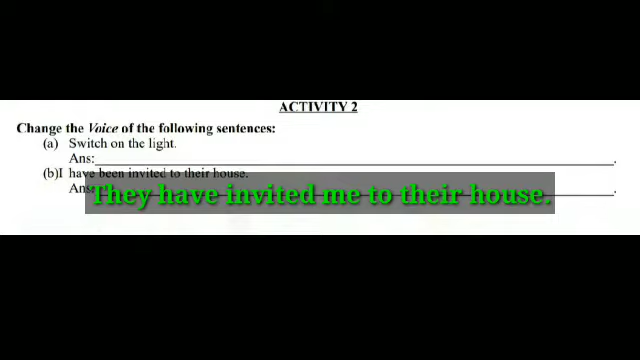 ACTIVITY 2
Change the Voice of the following sentences:
(a) Switch on the light.
Ans:
(b)I have been invited to their house.
Ans:
They have invited me to their house.